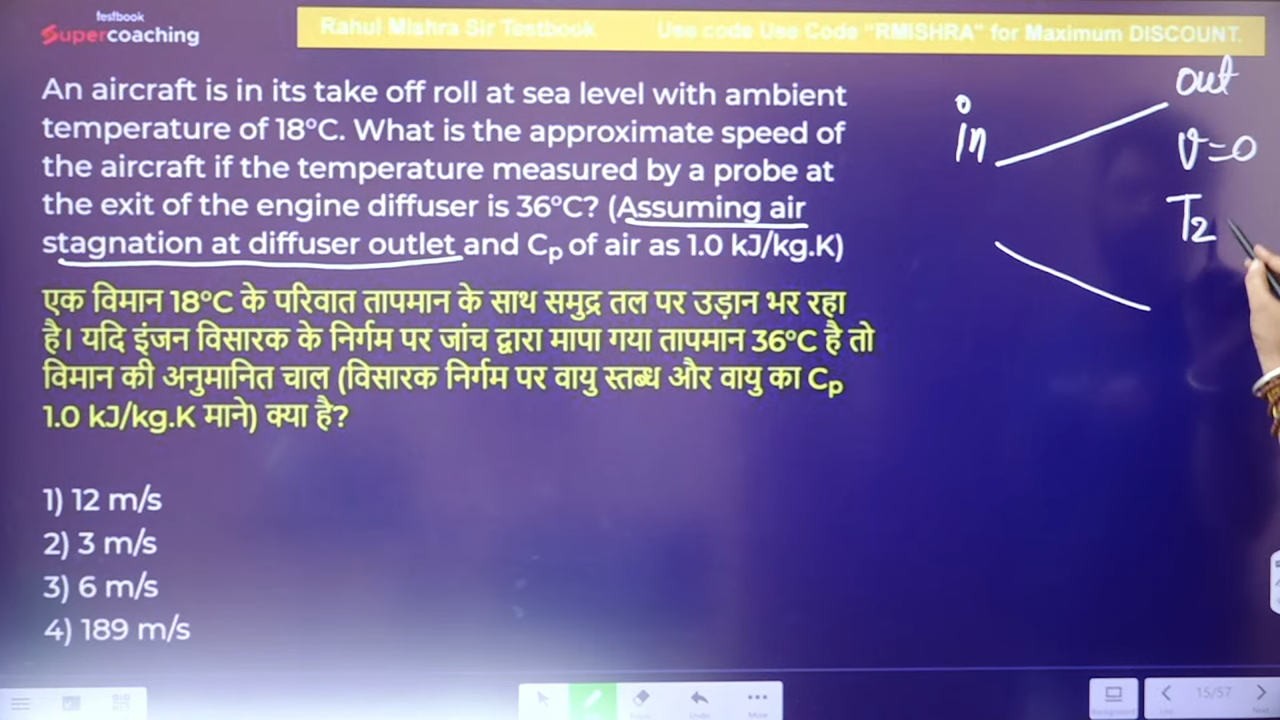 testbook
Supercoaching
Rahul Mishra Sir Testbook
Use code Use Code "RMISHRA" for Maximum DISCOUNT.
An aircraft is in its take off roll at sea level with ambient
temperature of 18°C. What is the approximate speed of
the aircraft if the temperature measured by a probe at
the exit of the engine diffuser is 36°C? (Assuming air
stagnation at diffuser outlet and Cp of air as 1.0 kJ/kg.K)
in
out
V=0
T2
एक विमान 18°C के परिवात तापमान के साथ समुद्र तल पर उड़ान भर रहा
है। यदि इंजन विसारक के निर्गम पर जांच द्वारा मापा गया तापमान 36°C है तो
विमान की अनुमानित चाल (विसारक निर्गम पर वायु स्तब्ध और वायु का Cp
1.0 kJ/kg.K माने) क्या है?
1) 12 m/s
2) 3 m/s
3) 6 m/s
4) 189 m/s
Undo
More
Background
15/57